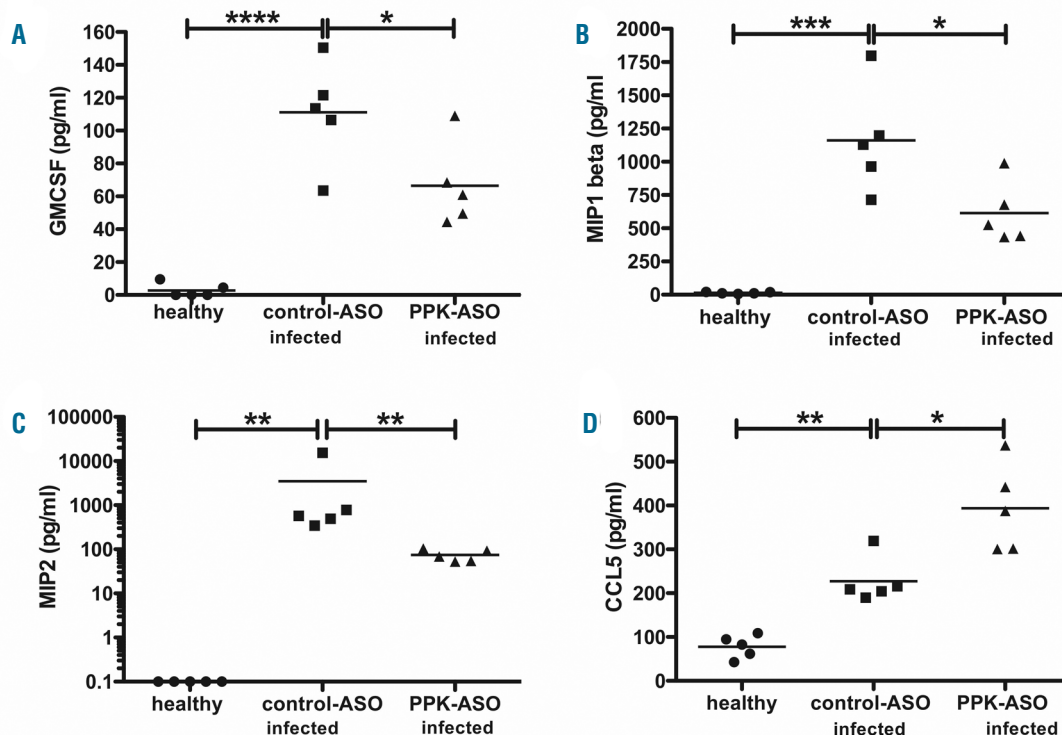 A
****
*
160
140
120
100
80
60
40
20
0
GMCSF (pg/ml)
healthy
control-ASO
infected
PPK-ASO
infected
B
***
*
2000
1750
1500
1250
1000
750
500
250
0
MIP1 beta (pg/ml)
healthy
control-ASO
infected
PPK-ASO
infected
C
**
**
100000
10000
1000
100
10
1
0.1
MIP2 (pg/ml)
healthy
control-ASO
infected
PPK-ASO
infected
D
**
*
600
500
400
300
200
100
0
CCL5 (pg/ml)
healthy
control-ASO
infected
PPK-ASO
infected